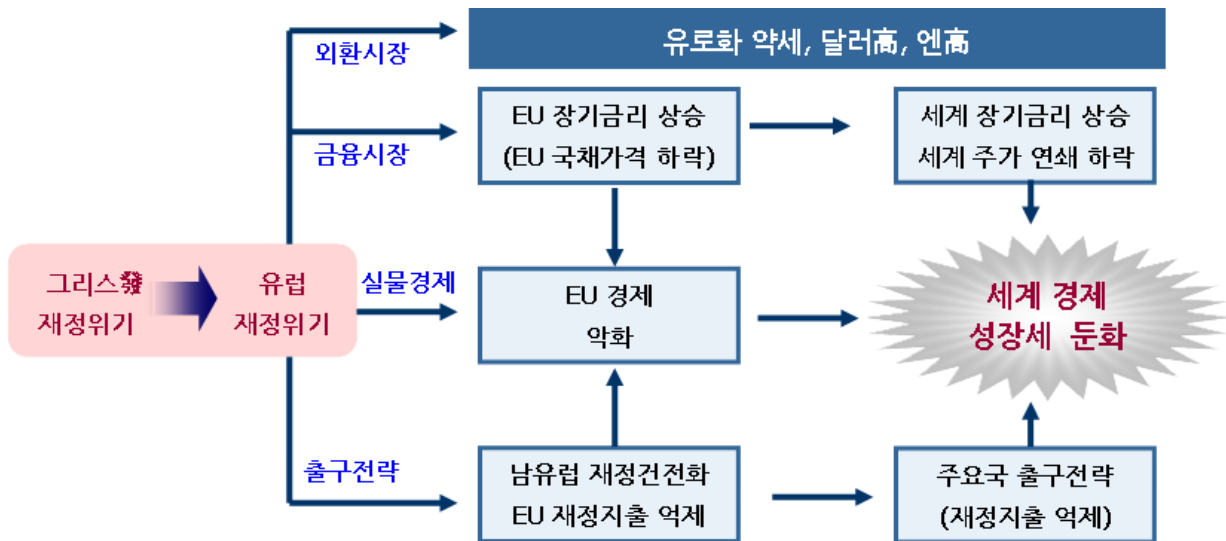 외환시장
유로화 약세, 달러高, 엔高
금융시장
EU 장기금리 상승
(EU 국채가격 하락)
세계 장기금리 상승
세계 주가 연쇄 하락
그리스發
재정위기
유럽
재정위기
실물경제
EU 경제
악화
세계 경제
성장세 둔화
출구전략
남유럽 재정건전화
EU 재정지출 억제
주요국 출구전략
(재정지출 억제)